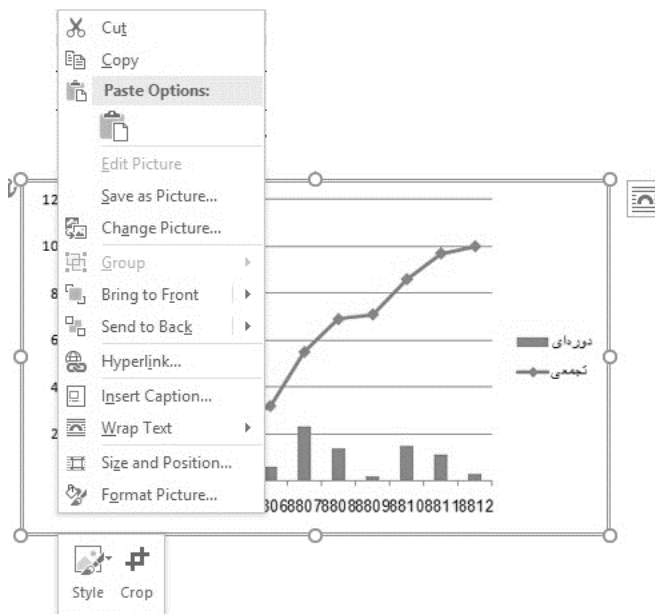 Cut
Copy
Paste Options:
Edit Picture
Save as Picture...
Change Picture...
Group
Bring to Front
Send to Back
Hyperlink...
Insert Caption...
Wrap Text
Size and Position...
Format Picture...
Style
Crop
12
10
8
6
4
2
دوره‌ای
تجمعی